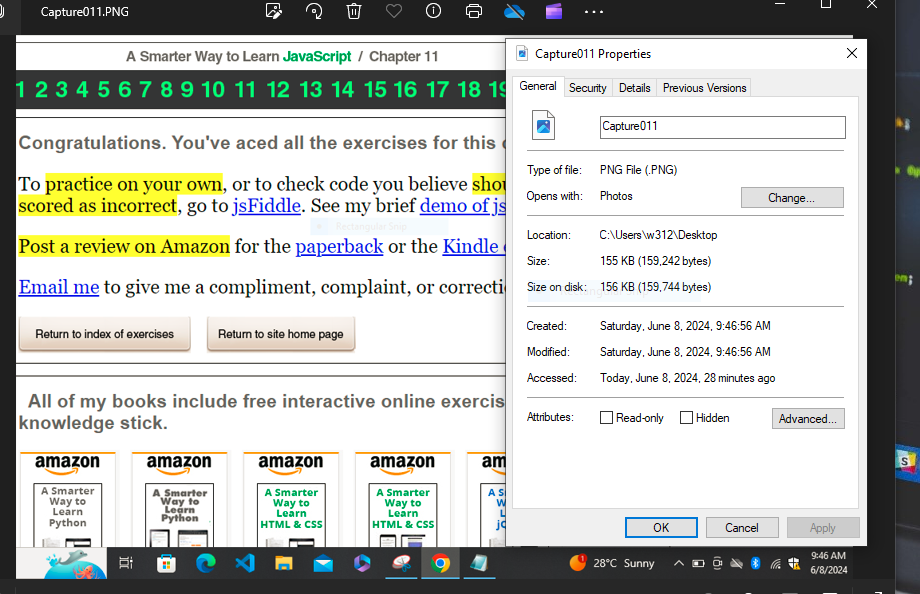 Capture011.PNG
A Smarter Way to Learn JavaScript / Chapter 11
1 2 3 4 5 6 7 8 9 10 11 12 13 14 15 16 17 18 19
Congratulations. You've aced all the exercises for this
To practice on your own, or to check code you believe
scored as incorrect, go to jsFiddle. See my brief demo of
Rectangular Snip
Post a review on Amazon for the paperback or the Kindle
Email me to give me a compliment, complaint, or
Return to index of exercises
Return to site home page
All of my books include free interactive online
knowledge stick.
amazon amazon amazon amazon
A Smarter
Way to
Learn
Python
A Smarter
Way to
Learn
Python
A Smarter
Way to
Learn
HTML & CSS
A Smarter
Way to
Learn
HTML & CSS
Capture011 Properties
General Security Details Previous Versions
Capture011
Type of file: PNG File (.PNG)
Opens with: Photos Change...
Location: C:\Users\w312\Desktop
Size: 155 KB (159,242 bytes)
Size on disk: 156 KB (159,744 bytes)
Created: Saturday, June 8, 2024, 9:46:56 AM
Modified: Saturday, June 8, 2024, 9:46:56 AM
Accessed: Today, June 8, 2024, 28 minutes ago
Attributes: Read-only Hidden Advanced...
OK Cancel Apply
1 28°C Sunny
9:46 AM
6/8/2024